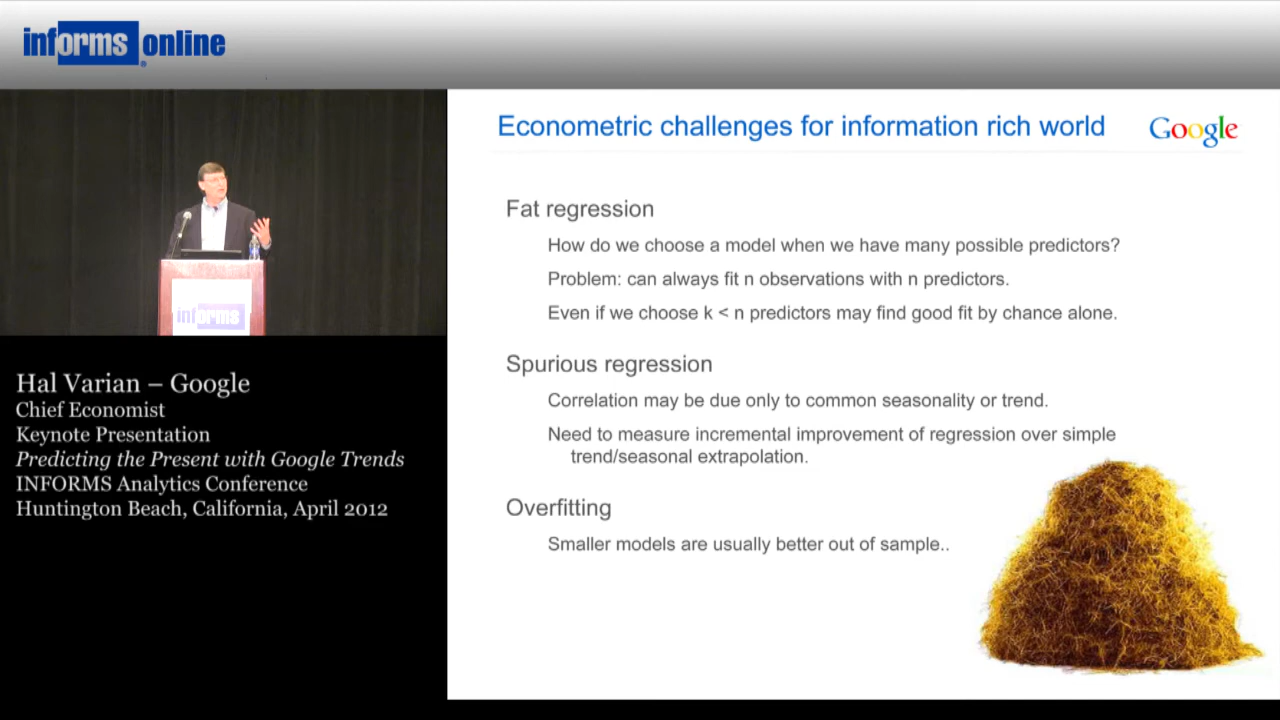 informs online
®
informs
Hal Varian – Google
Chief Economist
Keynote Presentation
Predicting the Present with Google Trends
INFORMS Analytics Conference
Huntington Beach, California, April 2012
Econometric challenges for information rich world
Google
Fat regression
How do we choose a model when we have many possible predictors?
Problem: can always fit n observations with n predictors.
Even if we choose k < n predictors may find good fit by chance alone.
Spurious regression
Correlation may be due only to common seasonality or trend.
Need to measure incremental improvement of regression over simple
trend/seasonal extrapolation.
Overfitting
Smaller models are usually better out of sample..